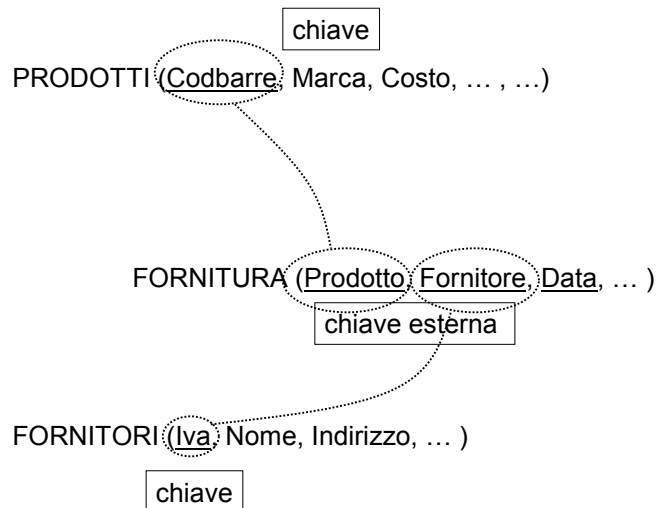 chiave
PRODOTTI (Codbarre, Marca, Costo, … , …)
FORNITURA (Prodotto, Fornitore, Data, … )
chiave esterna
FORNITORI (Iva, Nome, Indirizzo, … )
chiave